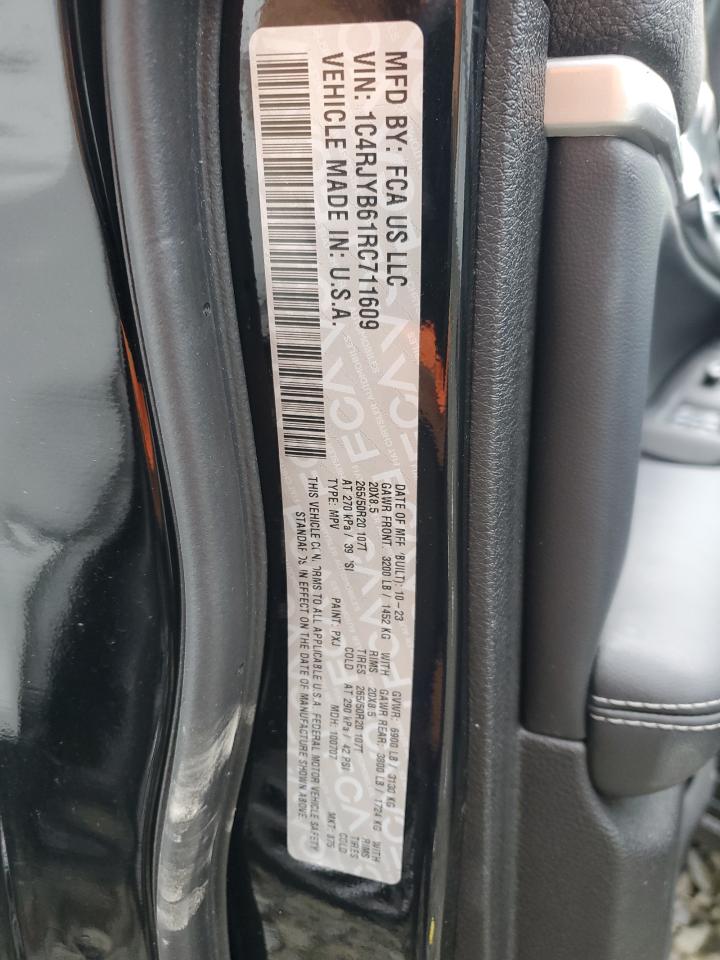 MFD BY: FCA US LLC
VIN: 1C4RJYB61RC711609
VEHICLE MADE IN: U.S.A.
DATE OF MFR (BUILT): 10-23 GVWR: 6900 LB / 3130 KG
GAWR FRONT 3200 LB / 1452 KG WITH GAWR REAR: 3800 LB / 1724 KG WITH
20X8.5 RIMS 20X8.5 RIMS
265/50R20 107T TIRES 265/50R20 107T TIRES
AT 270 kPa / 39 PSI COLD AT 290 kPa / 42 PSI COLD
TYPE: MPV PAINT: PXJ MDH: 100707 MKT: 875
THIS VEHICLE CONFORMS TO ALL APPLICABLE U.S.A. FEDERAL MOTOR VEHICLE SAFETY
STANDARDS IN EFFECT ON THE DATE OF MANUFACTURE SHOWN ABOVE.